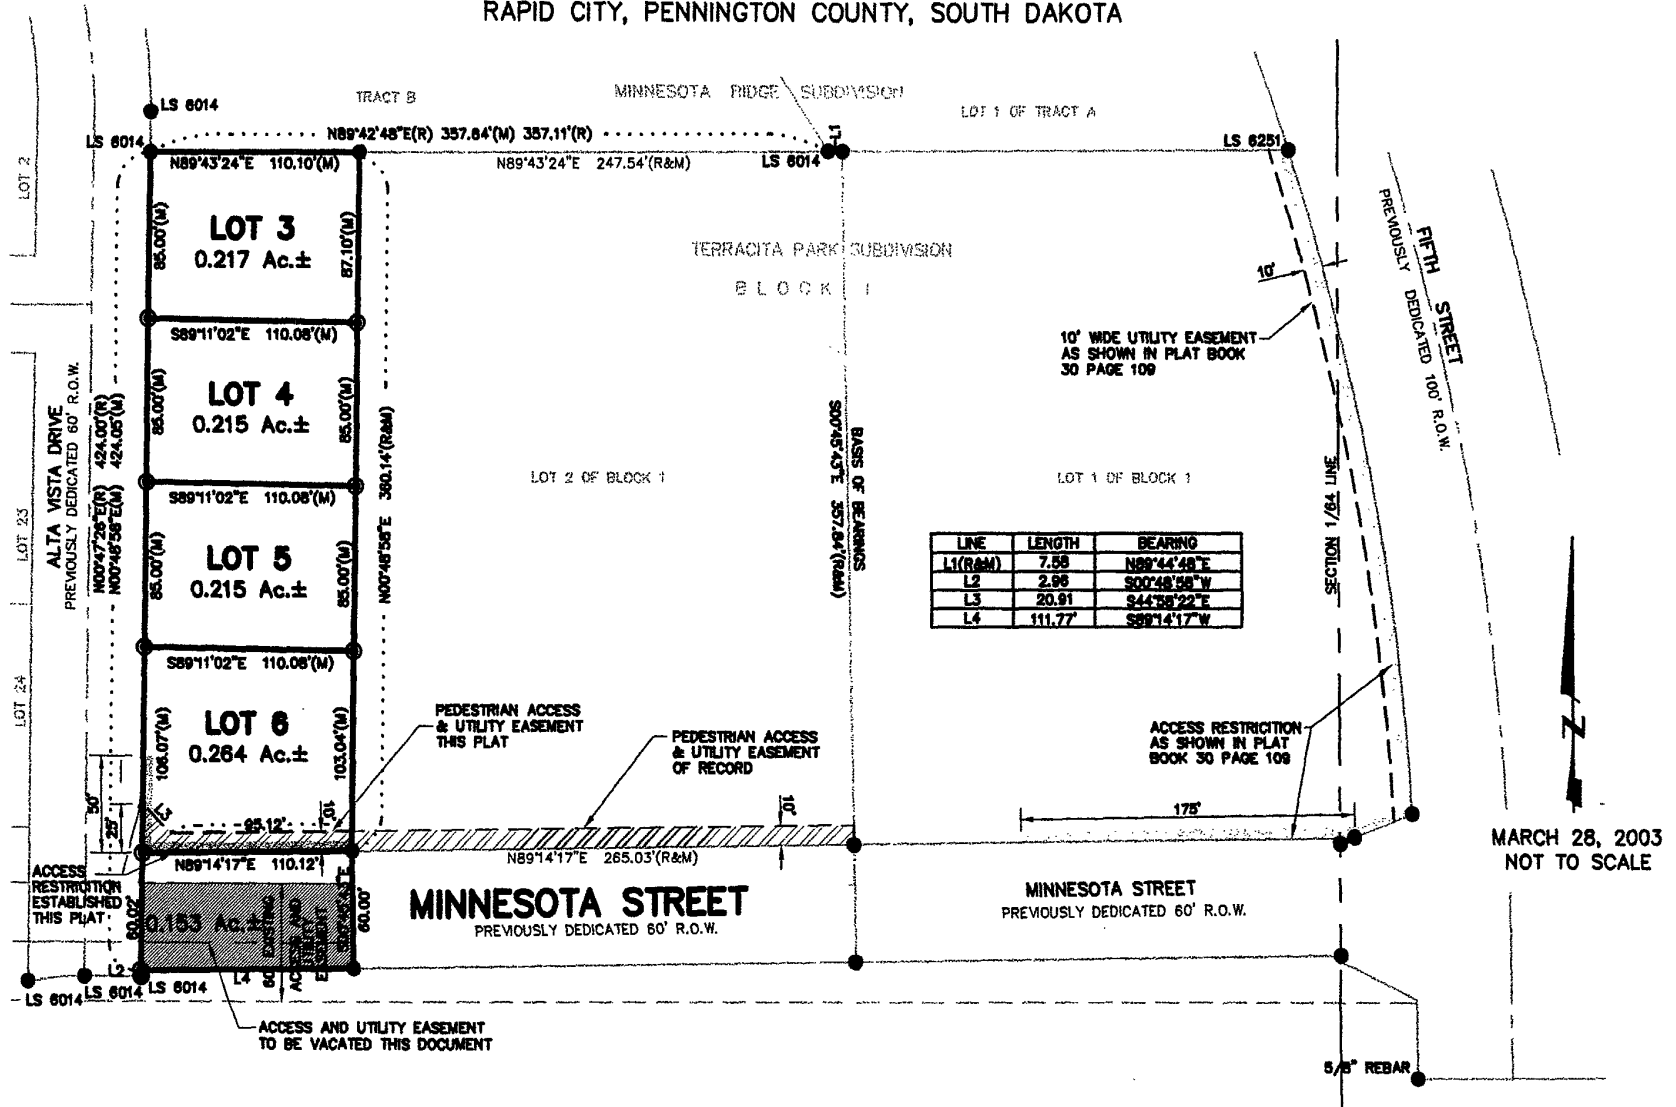 RAPID CITY, PENNINGTON COUNTY, SOUTH DAKOTA
LS 6014
TRACT B
MINNESOTA RIDGE SUBDIVISION
LOT 1 OF TRACT A
LS 6014
N89°42'48"E(R) 357.64'(M) 357.11'(R)
L1
LS 6251
N89°43'24"E 110.10'(M)
N89°43'24"E 247.54'(R&M)
LS 6014
LOT 2
85.00'(M)
LOT 3
0.217 Ac.±
87.10'(M)
TERRACITA PARK SUBDIVISION
BLOCK 1
10'
FIFTH STREET
PREVIOUSLY DEDICATED 100' R.O.W.
S89°11'02"E 110.08'(M)
10' WIDE UTILITY EASEMENT
AS SHOWN IN PLAT BOOK
30 PAGE 109
85.00'(M)
LOT 4
0.215 Ac.±
85.00'(M)
ALTA VISTA DRIVE
PREVIOUSLY DEDICATED 60' R.O.W.
N00°47'26"E(R) 424.00'(R)
N00°48'58"E(M) 424.05'(M)
N00°48'58"E 360.14'(R&M)
S00°45'43"E 357.84'(R&M)
BASIS OF BEARINGS
S89°11'02"E 110.08'(M)
LOT 2 OF BLOCK 1
LOT 1 OF BLOCK 1
SECTION 1/64 LINE
LOT 23
85.00'(M)
LOT 5
0.215 Ac.±
85.00'(M)
LINE LENGTH BEARING
L1(R&M) 7.58 N89°44'48"E
L2 2.96 S00°48'58"W
L3 20.91 S44°58'22"E
L4 111.77' S89°14'17"W
S89°11'02"E 110.08'(M)
LOT 24
106.07'(M)
LOT 6
0.264 Ac.±
103.04'(M)
PEDESTRIAN ACCESS
& UTILITY EASEMENT
THIS PLAT
PEDESTRIAN ACCESS
& UTILITY EASEMENT
OF RECORD
ACCESS RESTRICITION
AS SHOWN IN PLAT
BOOK 30 PAGE 109
N
50'
25'
L3
95.12'
10'
10'
175'
MARCH 28, 2003
NOT TO SCALE
N89°14'17"E 110.12'
N89°14'17"E 265.03'(R&M)
ACCESS
RESTRICITION
ESTABLISHED
THIS PLAT
60.02'
0.153 Ac.±
60' EXISTING
ACCESS AND
UTILITY
EASEMENT
60.00'
MINNESOTA STREET
PREVIOUSLY DEDICATED 60' R.O.W.
MINNESOTA STREET
PREVIOUSLY DEDICATED 60' R.O.W.
L2
L4
LS 6014
LS 6014
LS 6014
ACCESS AND UTILITY EASEMENT
TO BE VACATED THIS DOCUMENT
5/8" REBAR